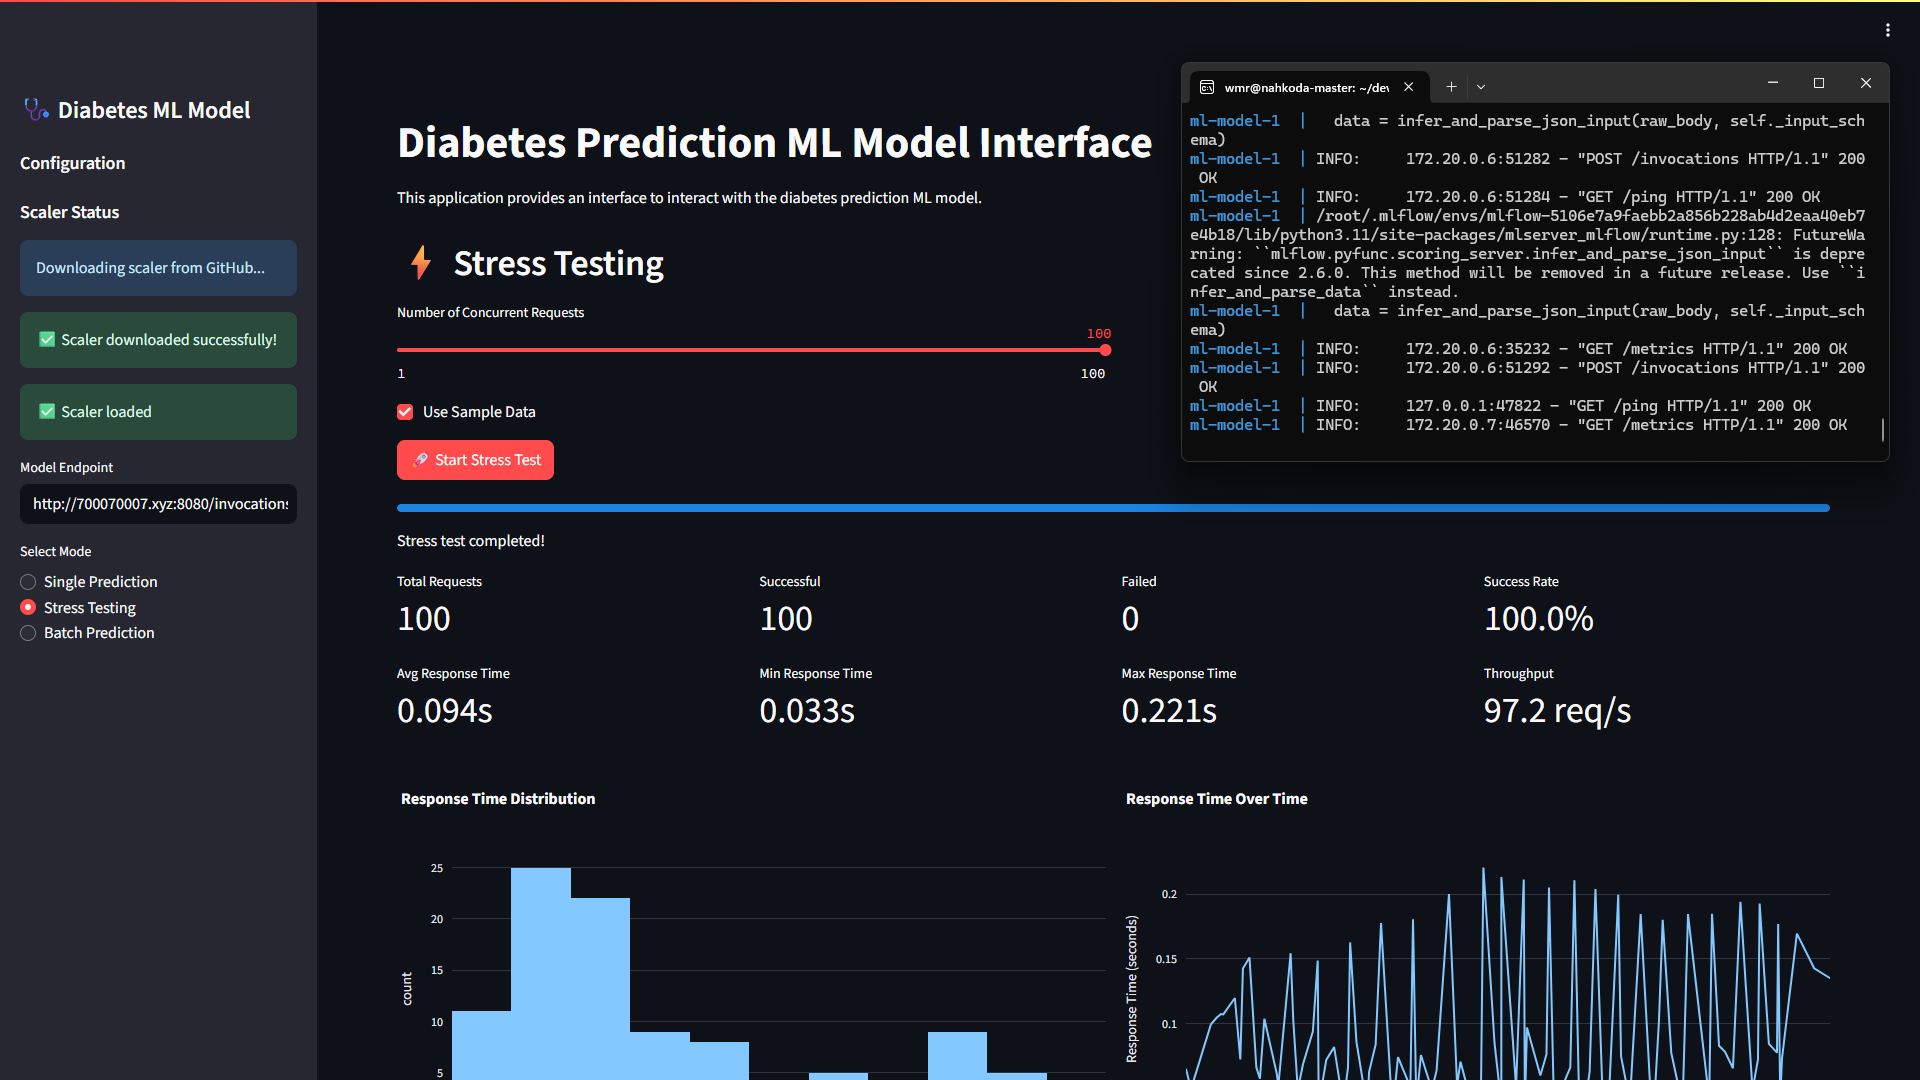 Diabetes ML Model
Configuration
Scaler Status
Downloading scaler from GitHub...
Scaler downloaded successfully!
Scaler loaded
Model Endpoint
http://700070007.xyz:8080/invocations
Select Mode
Single Prediction
Stress Testing
Batch Prediction
Diabetes Prediction ML Model Interface
This application provides an interface to interact with the diabetes prediction ML model.
Stress Testing
Number of Concurrent Requests
100
1
100
Use Sample Data
Start Stress Test
Stress test completed!
Total Requests
100
Successful
100
Failed
0
Success Rate
100.0%
Avg Response Time
0.094s
Min Response Time
0.033s
Max Response Time
0.221s
Throughput
97.2 req/s
Response Time Distribution
25
20
15
10
5
count
Response Time Over Time
0.2
0.15
0.1
Response Time (seconds)
wmr@nahkoda-master: ~/dev
ml-model-1 | data = infer_and_parse_json_input(raw_body, self._input_sch
ema)
ml-model-1 | INFO: 172.20.0.6:51282 - "POST /invocations HTTP/1.1" 200
OK
ml-model-1 | INFO: 172.20.0.6:51284 - "GET /ping HTTP/1.1" 200 OK
ml-model-1 | /root/.mlflow/envs/mlflow-5106e7a9faebb2a856b228ab4d2eaa40eb7
e4b18/lib/python3.11/site-packages/mlserver_mlflow/runtime.py:128: FutureWa
rning: ``mlflow.pyfunc.scoring_server.infer_and_parse_json_input`` is depre
cated since 2.6.0. This method will be removed in a future release. Use ``i
nfer_and_parse_data`` instead.
ml-model-1 | data = infer_and_parse_json_input(raw_body, self._input_sch
ema)
ml-model-1 | INFO: 172.20.0.6:35232 - "GET /metrics HTTP/1.1" 200 OK
ml-model-1 | INFO: 172.20.0.6:51292 - "POST /invocations HTTP/1.1" 200
OK
ml-model-1 | INFO: 127.0.0.1:47822 - "GET /ping HTTP/1.1" 200 OK
ml-model-1 | INFO: 172.20.0.7:46570 - "GET /metrics HTTP/1.1" 200 OK